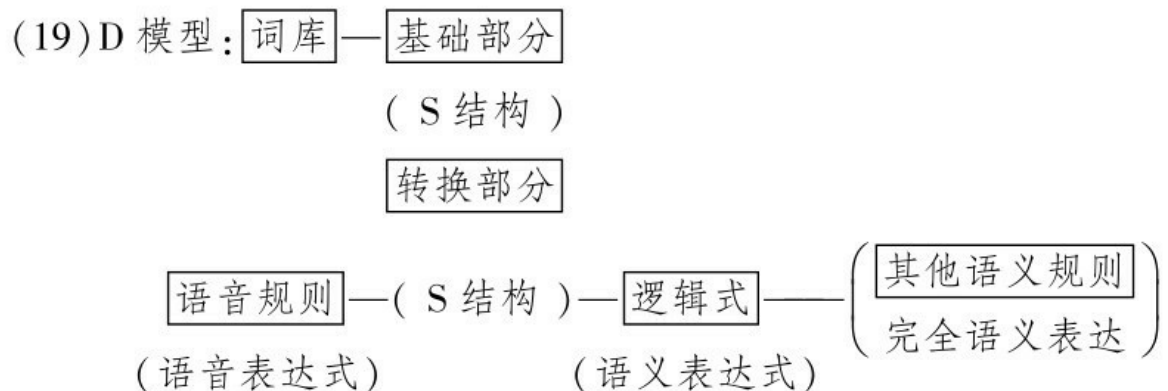 (19)D 模型:词库—基础部分
( S 结构 )
转换部分
语音规则—( S 结构 )—逻辑式——(其他语义规则
完全语义表达)
(语音表达式) (语义表达式)